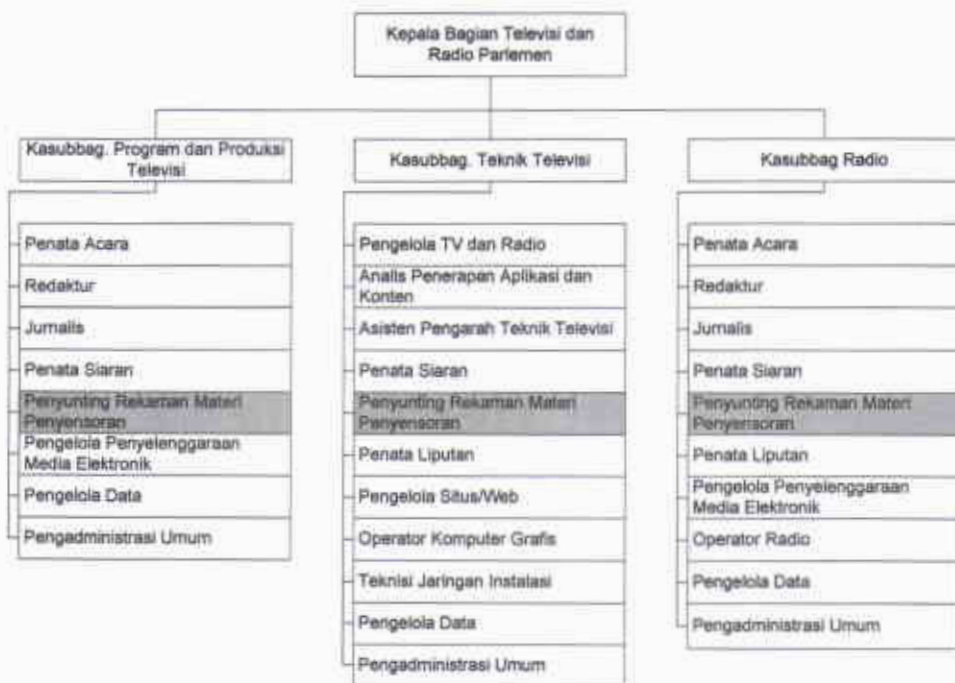 Kepala Bagian Televisi dan
Radio Parlemen
Kasubbag. Program dan Produksi
Televisi
Penata Acara
Redaktur
Jurnalis
Penata Siaran
Penyunting Rekaman Materi
Penyensoran
Pengelola Penyelenggaraan
Media Elektronik
Pengelola Data
Pengadministrasi Umum
Kasubbag. Teknik Televisi
Pengelola TV dan Radio
Analis Penerapan Aplikasi dan
Konten
Asisten Pengarah Teknik Televisi
Penata Siaran
Penyunting Rekaman Materi
Penyensoran
Penata Liputan
Pengelola Situs/Web
Operator Komputer Grafis
Teknisi Jaringan Instalasi
Pengelola Data
Pengadministrasi Umum
Kasubbag Radio
Penata Acara
Redaktur
Jurnalis
Penata Siaran
Penyunting Rekaman Materi
Penyensoran
Penata Liputan
Pengelola Penyelenggaraan
Media Elektronik
Operator Radio
Pengelola Data
Pengadministrasi Umum